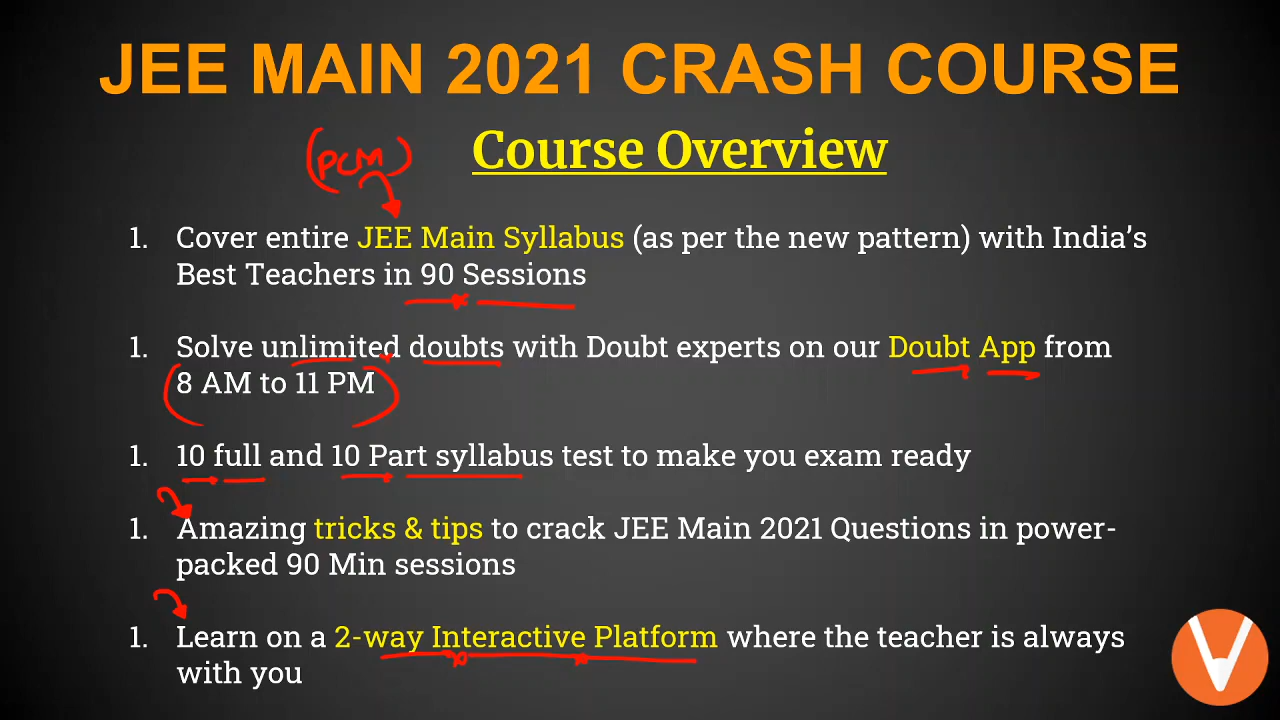 JEE MAIN 2021 CRASH COURSE
Course Overview
(PCM)
1. Cover entire JEE Main Syllabus (as per the new pattern) with India's
Best Teachers in 90 Sessions
1. Solve unlimited doubts with Doubt experts on our Doubt App from
8 AM to 11 PM
1. 10 full and 10 Part syllabus test to make you exam ready
1. Amazing tricks & tips to crack JEE Main 2021 Questions in power-
packed 90 Min sessions
1. Learn on a 2-way Interactive Platform where the teacher is always
with you